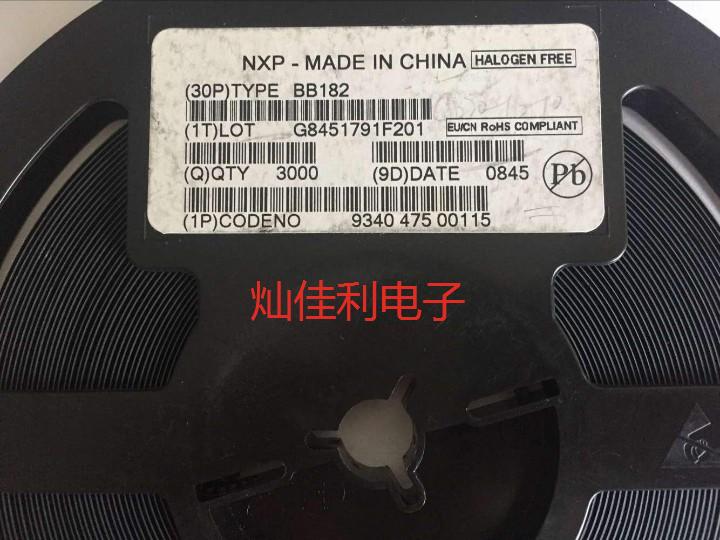 NXP - MADE IN CHINA HALOGEN FREE
(30P)TYPE BB182
(1T)LOT G8451791F201 EU/CN RoHS COMPLIANT
(Q)QTY 3000 (9D)DATE 0845 Pb
(1P)CODENO 9340 475 00115
灿佳利电子